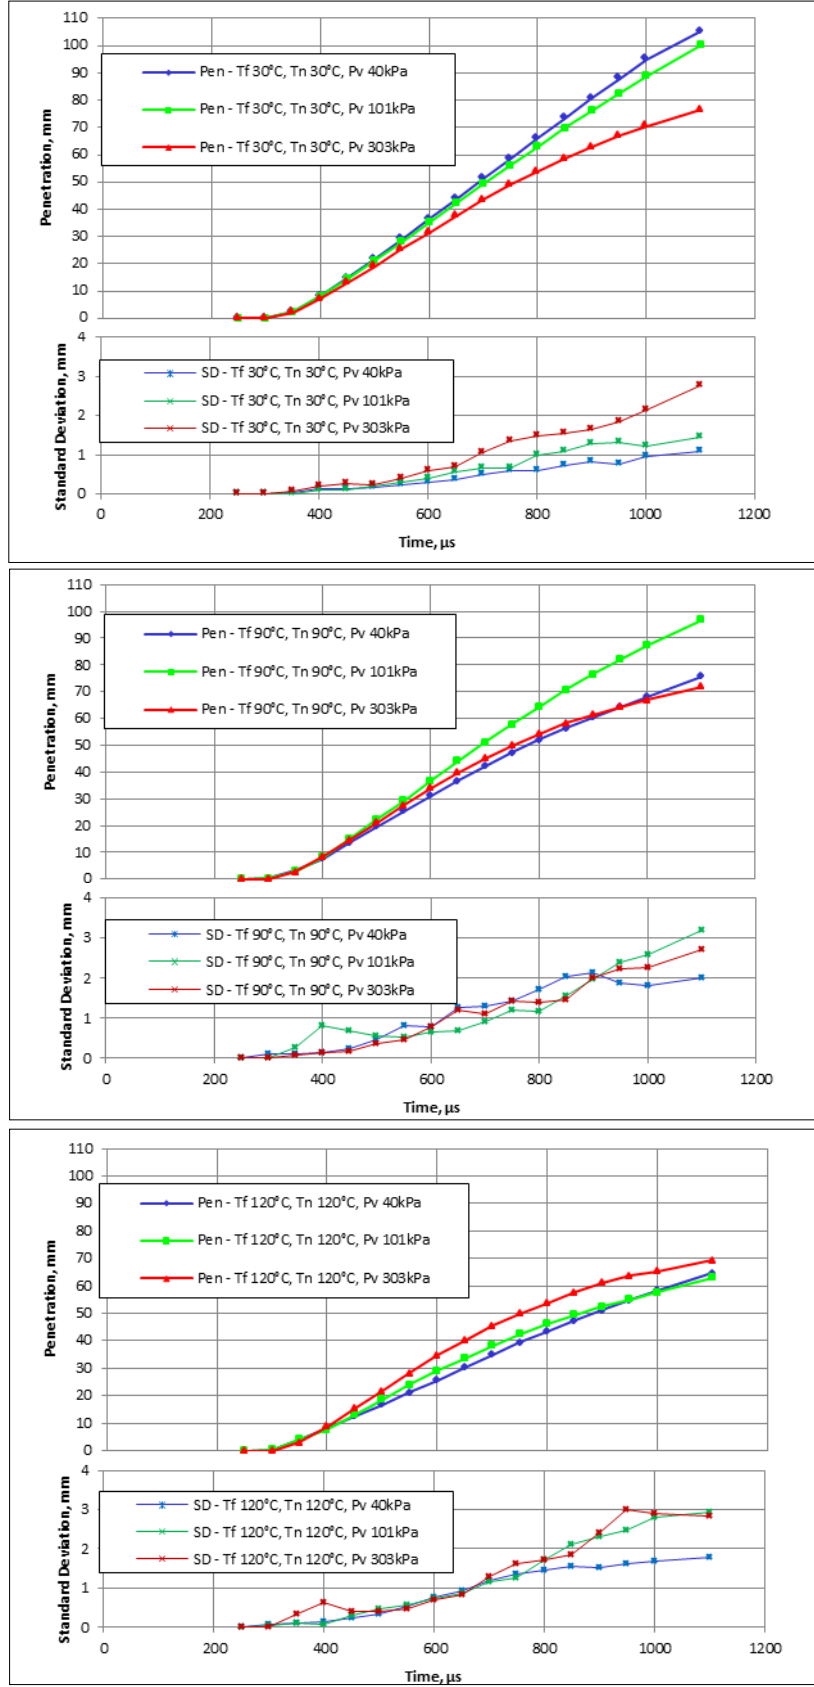 110
100
90
80
70
60
50
40
30
20
10
0
Penetration, mm
Pen - Tf 30°C, Tn 30°C, Pv 40kPa
Pen - Tf 30°C, Tn 30°C, Pv 101kPa
Pen - Tf 30°C, Tn 30°C, Pv 303kPa
4
3
2
1
0
Standard Deviation, mm
SD - Tf 30°C, Tn 30°C, Pv 40kPa
SD - Tf 30°C, Tn 30°C, Pv 101kPa
SD - Tf 30°C, Tn 30°C, Pv 303kPa
0 200 400 600 800 1000 1200
Time, µs
110
100
90
80
70
60
50
40
30
20
10
0
Penetration, mm
Pen - Tf 90°C, Tn 90°C, Pv 40kPa
Pen - Tf 90°C, Tn 90°C, Pv 101kPa
Pen - Tf 90°C, Tn 90°C, Pv 303kPa
4
3
2
1
0
Standard Deviation, mm
SD - Tf 90°C, Tn 90°C, Pv 40kPa
SD - Tf 90°C, Tn 90°C, Pv 101kPa
SD - Tf 90°C, Tn 90°C, Pv 303kPa
0 200 400 600 800 1000 1200
Time, µs
110
100
90
80
70
60
50
40
30
20
10
0
Penetration, mm
Pen - Tf 120°C, Tn 120°C, Pv 40kPa
Pen - Tf 120°C, Tn 120°C, Pv 101kPa
Pen - Tf 120°C, Tn 120°C, Pv 303kPa
4
3
2
1
0
Standard Deviation, mm
SD - Tf 120°C, Tn 120°C, Pv 40kPa
SD - Tf 120°C, Tn 120°C, Pv 101kPa
SD - Tf 120°C, Tn 120°C, Pv 303kPa
0 200 400 600 800 1000 1200
Time, µs